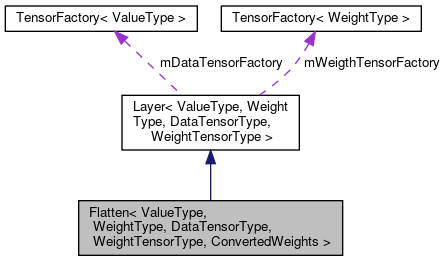 TensorFactory< ValueType >
TensorFactory< WeightType >
mDataTensorFactory
mWeigthTensorFactory
Layer< ValueType, Weight
Type, DataTensorType,
WeightTensorType >
Flatten< ValueType,
WeightType, DataTensorType,
WeightTensorType, ConvertedWeights >